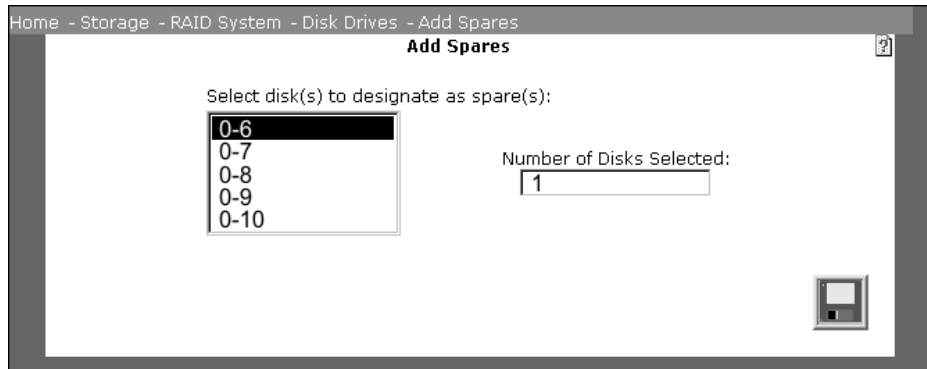 Home - Storage - RAID System - Disk Drives - Add Spares
Add Spares
?
Select disk(s) to designate as spare(s):
0-6
0-7
0-8
0-9
0-10
Number of Disks Selected:
1